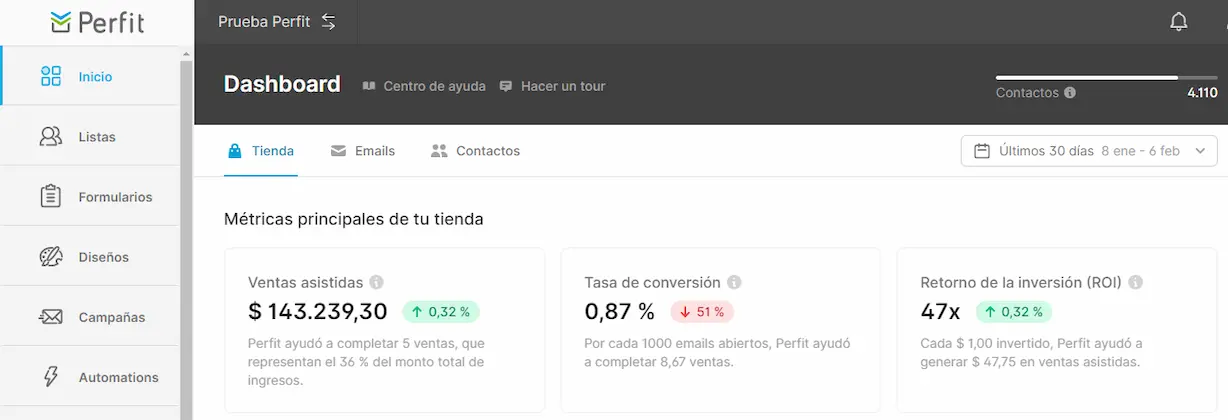 Perfit
Prueba Perfit
Inicio
Listas
Formularios
Diseños
Campañas
Automations
Dashboard
Centro de ayuda
Hacer un tour
Contactos
4.110
Tienda
Emails
Contactos
Últimos 30 días 8 ene - 6 feb
Métricas principales de tu tienda
Ventas asistidas
$ 143.239,30 0,32 %
Perfit ayudó a completar 5 ventas, que
representan el 36 % del monto total de
ingresos.
Tasa de conversión
0,87 % 51 %
Por cada 1000 emails abiertos, Perfit ayudó
a completar 8,67 ventas.
Retorno de la inversión (ROI)
47x 0,32 %
Cada $ 1,00 invertido, Perfit ayudó a
generar $ 47,75 en ventas asistidas.